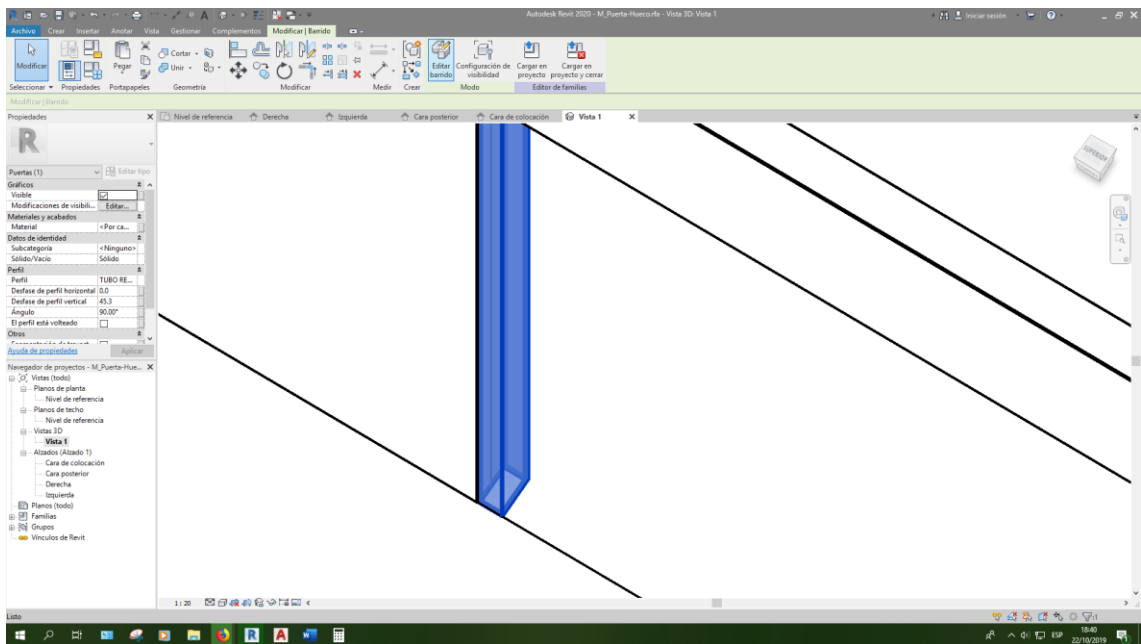 Autodesk Revit 2020 - M_Puerta-Hueco.rfa - Vista 3D: Vista 1
Iniciar sesión
Archivo Crear Insertar Anotar Vista Gestionar Complementos Modificar | Barrido
Modificar
Pegar
Cortar
Unir
Editar barrido
Configuración de visibilidad
Cargar en proyecto
Cargar en proyecto y cerrar
Seleccionar Propiedades Portapapeles Geometría Modificar Medir Crear Modo Editor de familias
Modificar | Barrido
Propiedades
Nivel de referencia Derecha Izquierda Cara posterior Cara de colocación Vista 1
R
SUPERIOR
Puertas (1) Editar tipo
Gráficos
Visible
Modificaciones de visibili... Editar...
Materiales y acabados
Material <Por ca...
Datos de identidad
Subcategoría <Ninguno>
Sólido/Vacío Sólido
Perfil
Perfil TUBO RE...
Desfase de perfil horizontal 0.0
Desfase de perfil vertical 45.3
Ángulo 90.00°
El perfil está volteado
Otros
Ayuda de propiedades Aplicar
Navegador de proyectos - M_Puerta-Hue...
Vistas (todo)
Planos de planta
Nivel de referencia
Planos de techo
Nivel de referencia
Vistas 3D
Vista 1
Alzados (Alzado 1)
Cara de colocación
Cara posterior
Derecha
Izquierda
Planos (todo)
Familias
Grupos
Vínculos de Revit
1 : 20
Listo
:1
ESP
18:40
22/10/2019